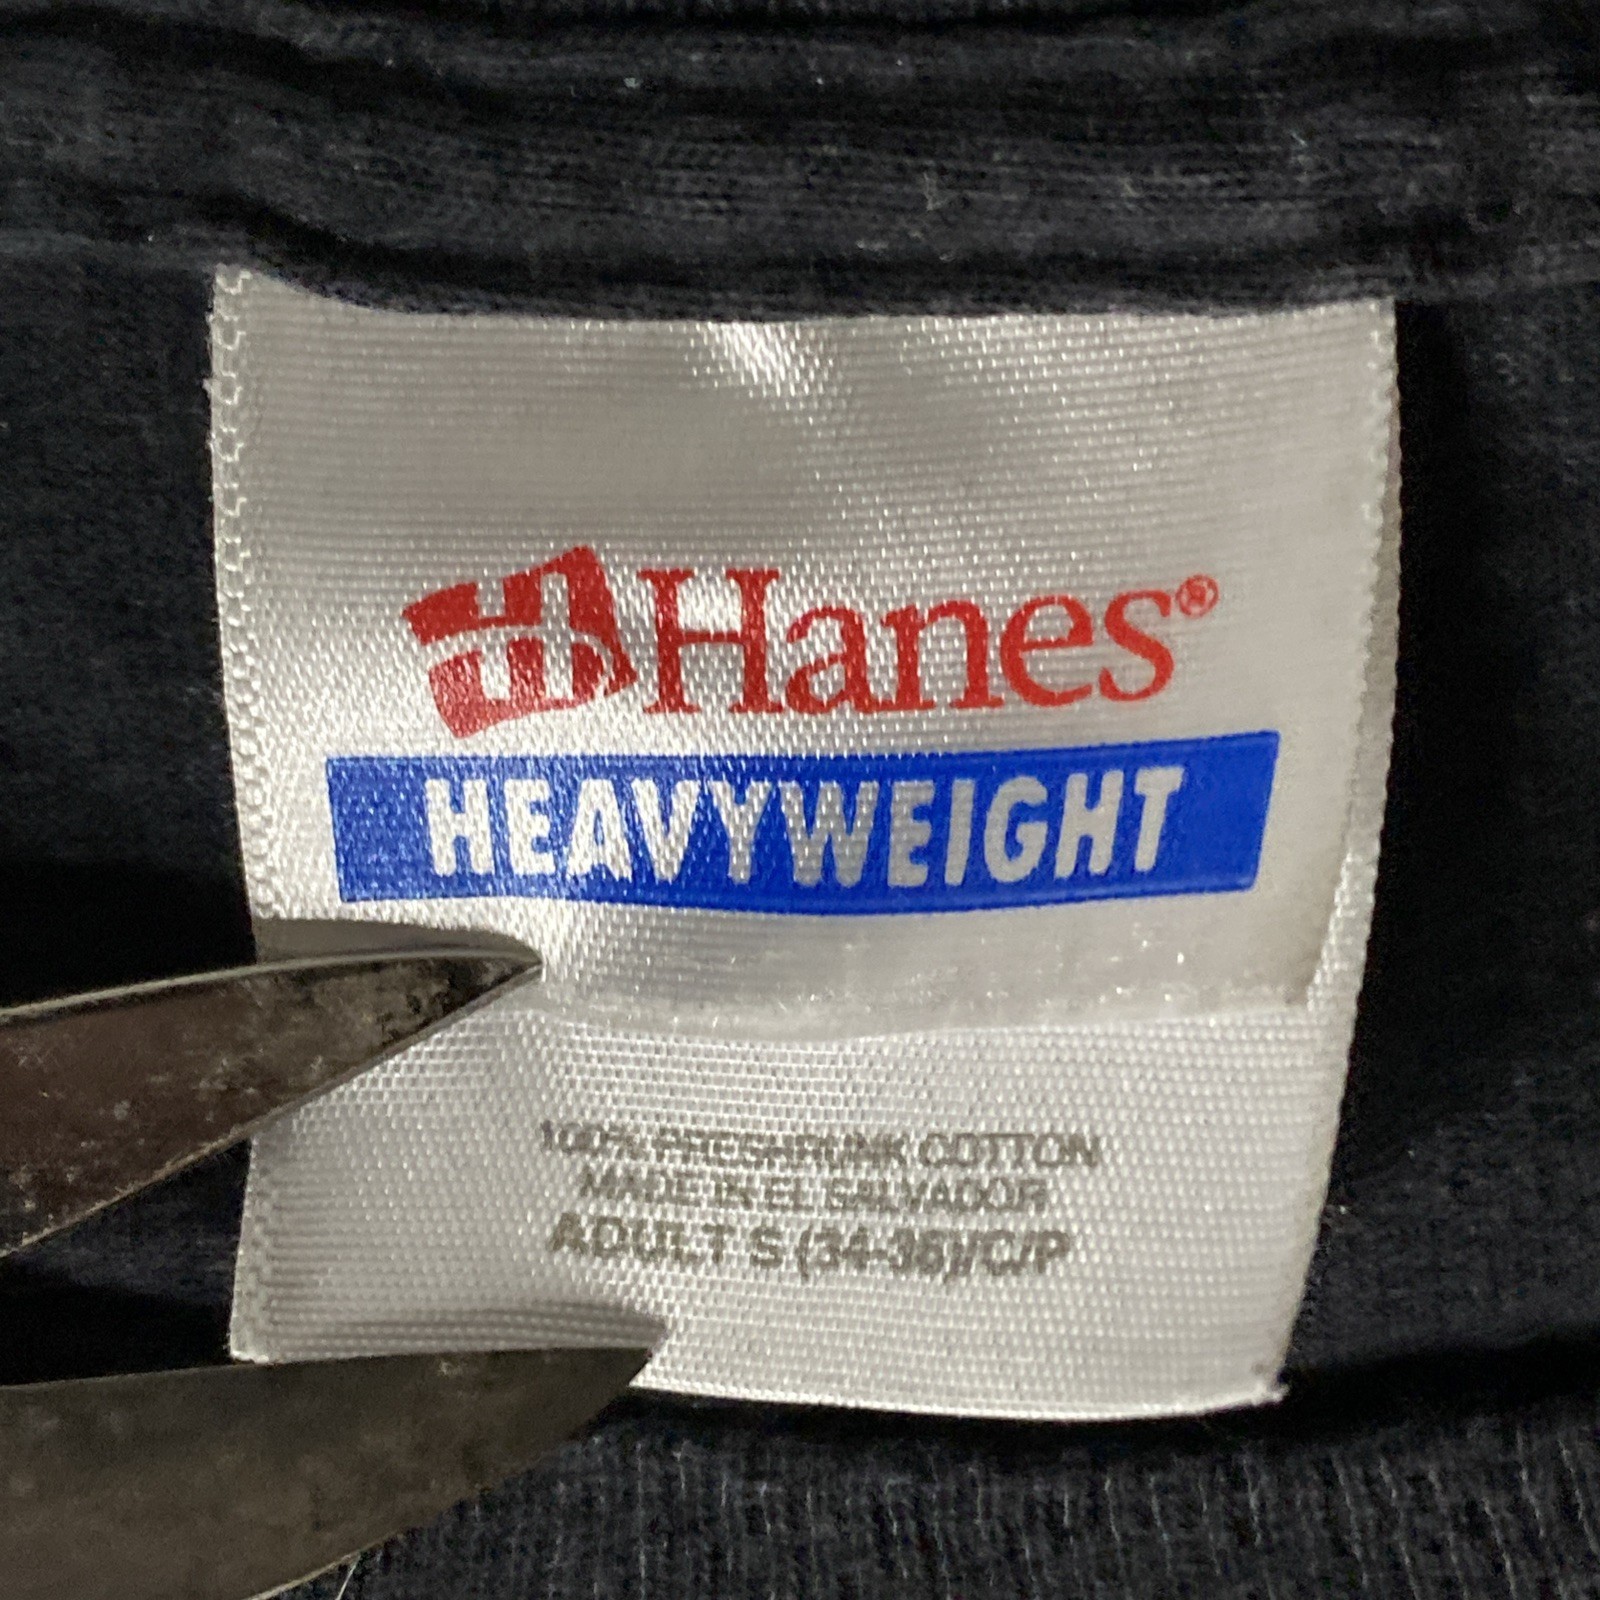 Hanes®
HEAVYWEIGHT
100% PRESHRUNK COTTON
MADE IN EL SALVADOR
ADULT S (34-36)/C/P